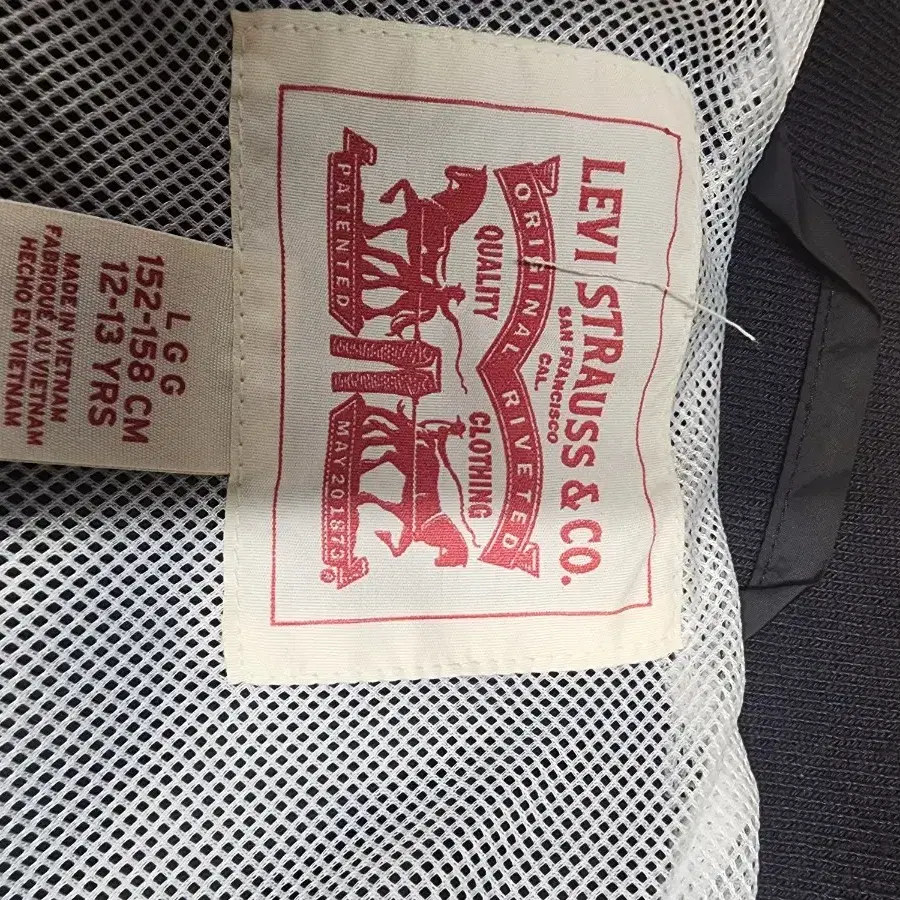 LEVI STRAUSS & CO.
SAN FRANCISCO
CAL
ORIGINAL RIVETED
QUALITY CLOTHING
PATENTED MAY 20 1873
®
L G G
152-158 CM
12-13 YRS
MADE IN VIETNAM
FABRIQUE AU VIETNAM
HECHO EN VIETNAM